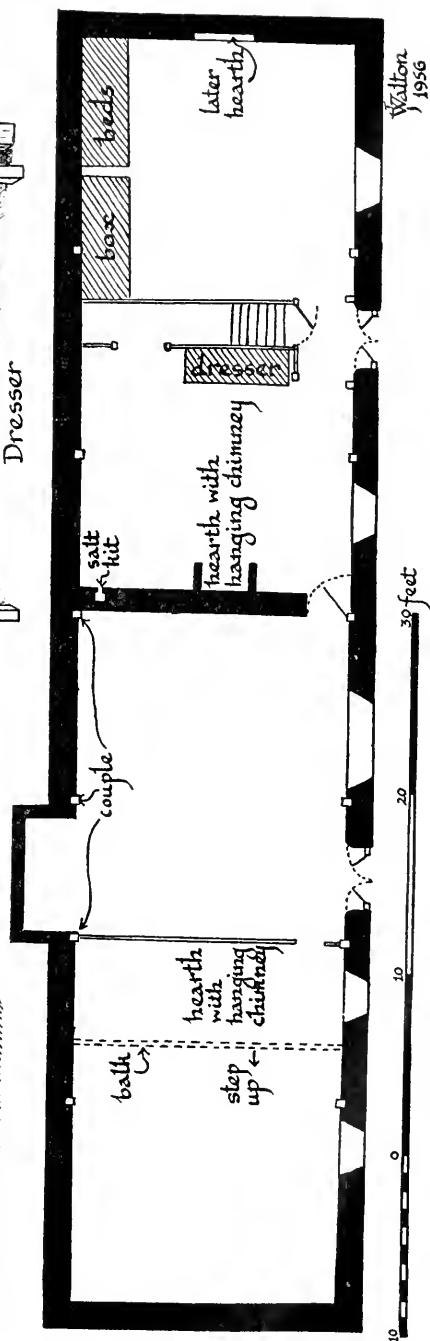 Dresser
box
beds
later
hearth
dresser
salt
kit
hearth with
hanging chimney
couple
hearth
with
hanging
chimney
balk
step
up
10 0 10 20 30 feet
Walton
1956